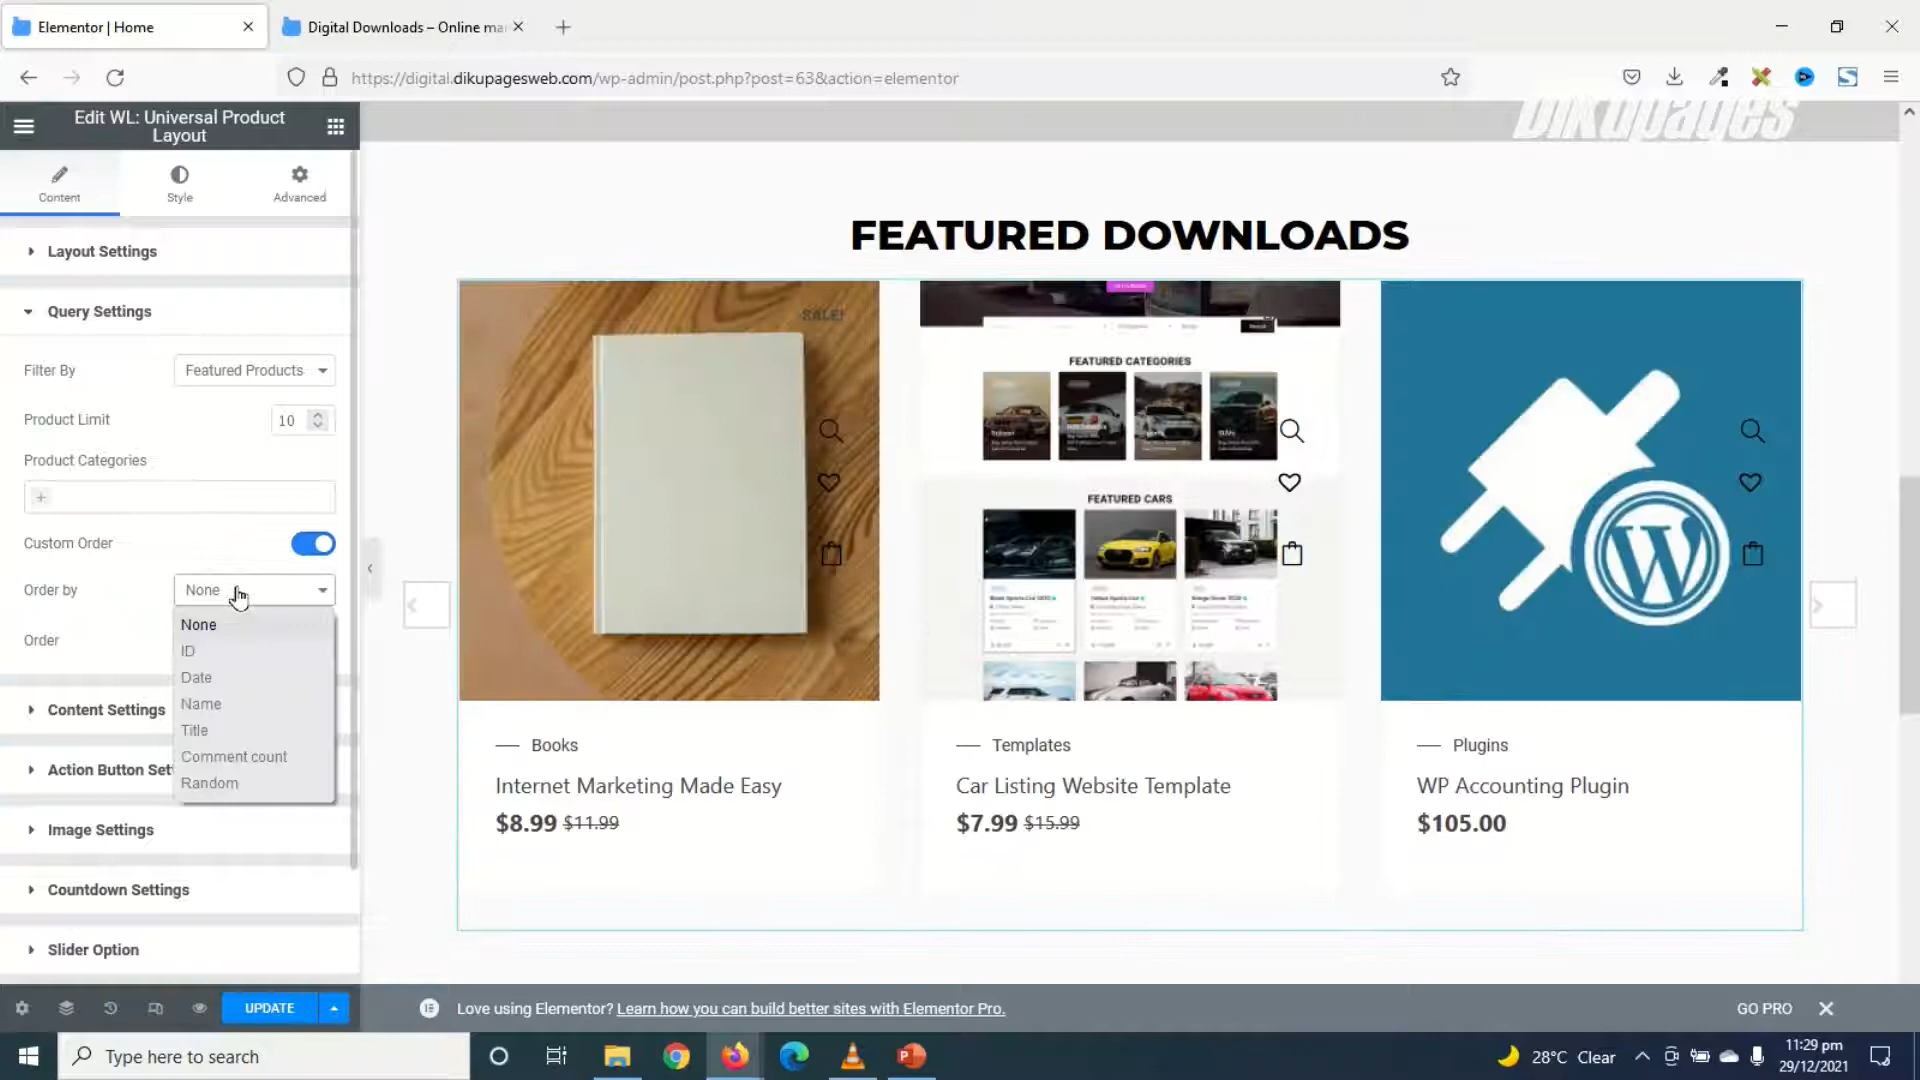 Elementor | Home
Digital Downloads – Online ma
https://digital.dikupagesweb.com/wp-admin/post.php?post=63&action=elementor
Edit WL: Universal Product
Layout
Dikupages
Content
Style
Advanced
Layout Settings
Query Settings
Filter By
Featured Products
Product Limit
10
Product Categories
+
Custom Order
Order by
None
None
ID
Date
Name
Title
Comment count
Random
Order
Content Settings
Action Button Set
Image Settings
Countdown Settings
Slider Option
UPDATE
FEATURED DOWNLOADS
SALE!
FEATURED CATEGORIES
FEATURED CARS
Books
Internet Marketing Made Easy
$8.99 $11.99
Templates
Car Listing Website Template
$7.99 $15.99
Plugins
WP Accounting Plugin
$105.00
Love using Elementor? Learn how you can build better sites with Elementor Pro.
GO PRO
Type here to search
28°C Clear
11:29 pm
29/12/2021